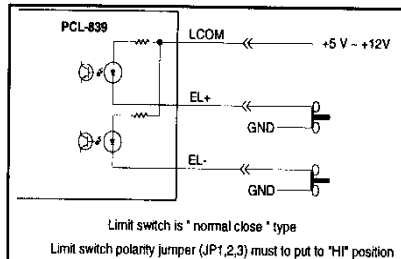 PCL-839
LCOM
+5 V ~ +12V
EL+
GND
EL-
GND
Limit switch is " normal close " type
Limit switch polarity jumper (JP1,2,3) must to put to "HI" position